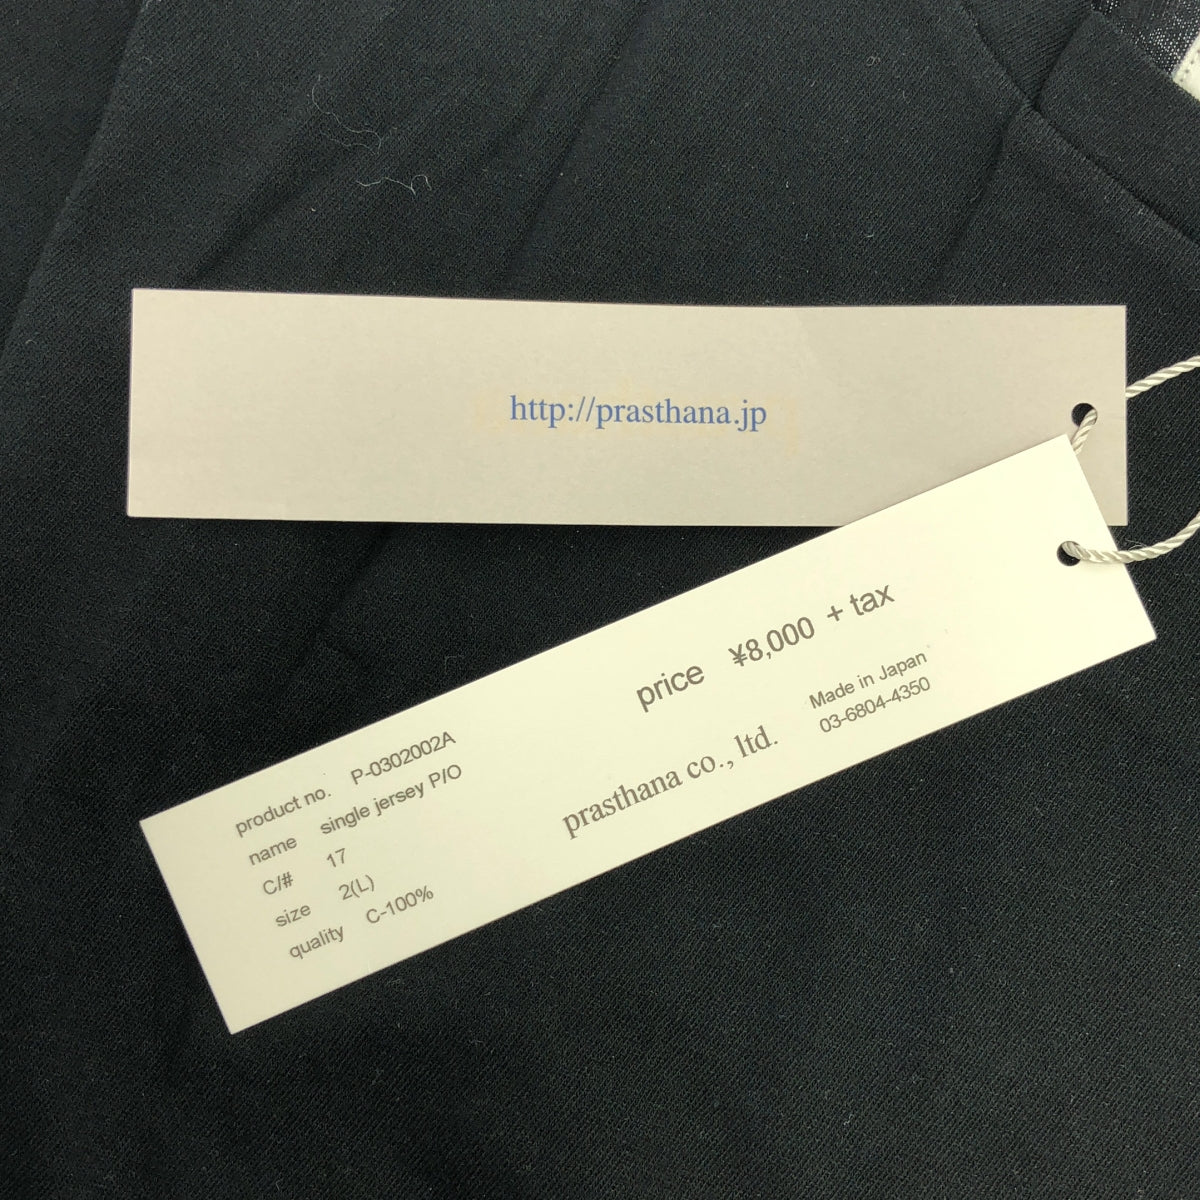 http://prasthana.jp
price ¥8,000 + tax
product no. P-0302002A
name single jersey P/O
C/# 17
size 2(L)
quality C-100%
prasthana co., ltd.
Made in Japan
03-6804-4350